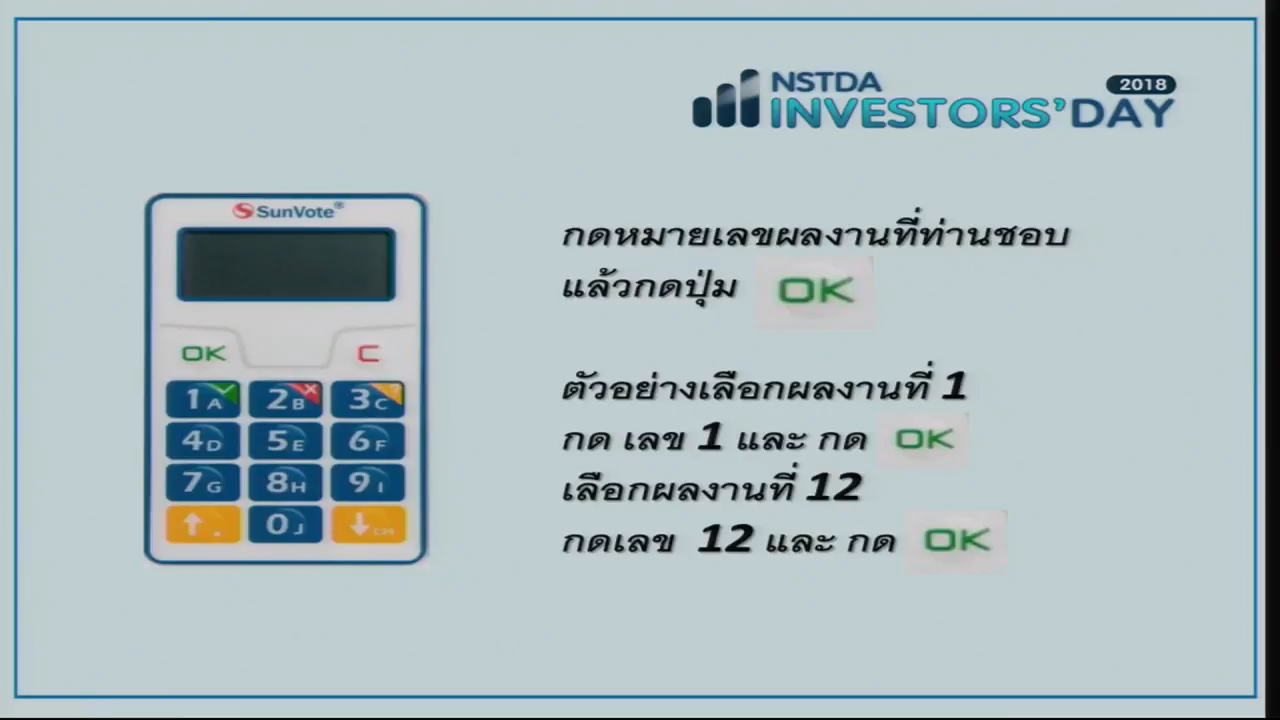 NSTDA 2018
INVESTORS' DAY
SunVote®
กดหมายเลขผลงานที่ท่านชอบ
แล้วกดปุ่ม OK
ตัวอย่างเลือกผลงานที่ 1
กด เลข 1 และ กด OK
เลือกผลงานที่ 12
กดเลข 12 และ กด OK
OK C
1A 2B 3C
4D 5E 6F
7G 8H 9I
. 0J